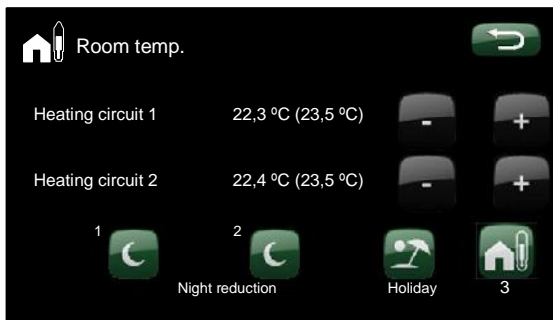 Room temp.
Heating circuit 1 22,3 ºC (23,5 ºC) - +
Heating circuit 2 22,4 ºC (23,5 ºC) - +
1 2
Night reduction Holiday 3